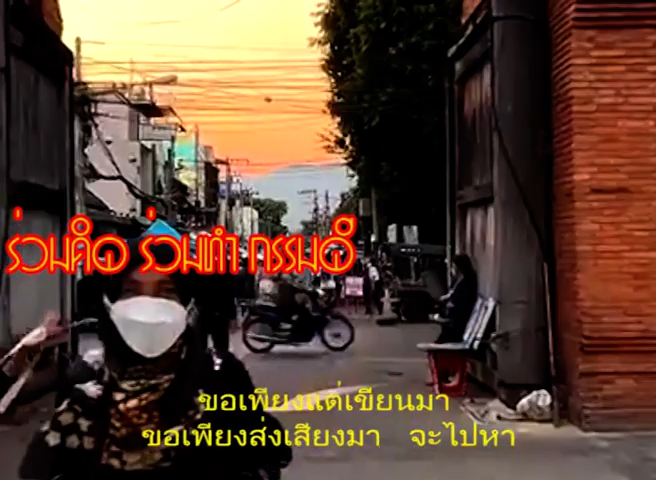 ร่วมคิด ร่วมทำ กรรมดี
ขอเพียงแต่เขียนมา
ขอเพียงส่งเสียงมา จะไปหา